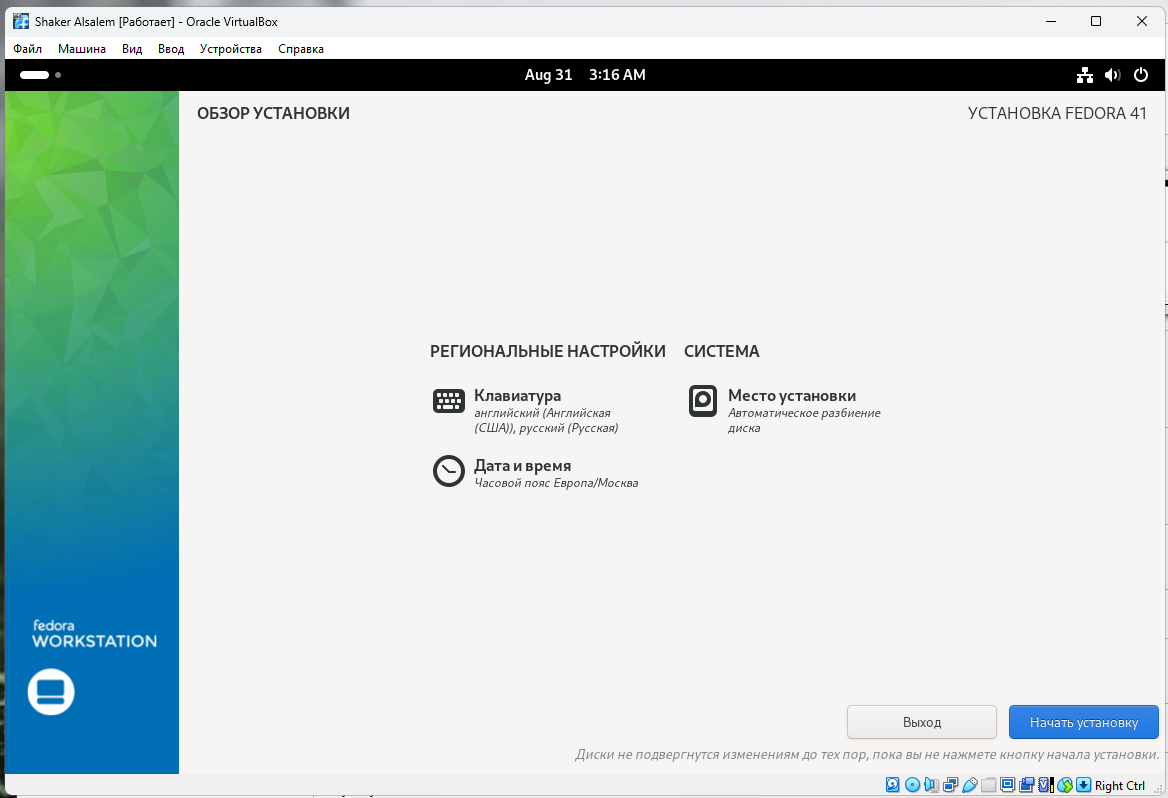 Shaker Alsalem [Работает] - Oracle VirtualBox
Файл Машина Вид Ввод Устройства Справка
Aug 31 3:16 AM
ОБЗОР УСТАНОВКИ
УСТАНОВКА FEDORA 41
РЕГИОНАЛЬНЫЕ НАСТРОЙКИ
Клавиатура
английский (Английская
(США)), русский (Русская)
Дата и время
Часовой пояс Европа/Москва
СИСТЕМА
Место установки
Автоматическое разбиение
диска
fedora
WORKSTATION
Выход
Начать установку
Диски не подвергнутся изменениям до тех пор, пока вы не нажмете кнопку начала установки.
Right Ctrl